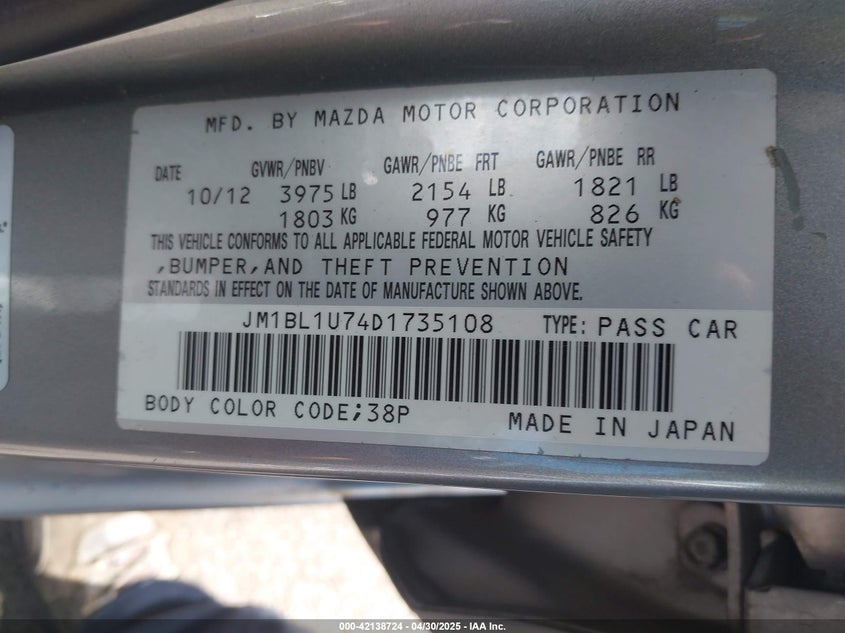 MFD. BY MAZDA MOTOR CORPORATION
DATE GVWR/PNBV GAWR/PNBE FRT GAWR/PNBE RR
10/12 3975 LB 2154 LB 1821 LB
1803 KG 977 KG 826 KG
THIS VEHICLE CONFORMS TO ALL APPLICABLE FEDERAL MOTOR VEHICLE SAFETY
,BUMPER,AND THEFT PREVENTION
STANDARDS IN EFFECT ON THE DATE OF MANUFACTURE SHOWN ABOVE.
JM1BL1U74D1735108 TYPE: PASS CAR
BODY COLOR CODE;38P
MADE IN JAPAN
000-42138724 - 04/30/2025 - IAA Inc.